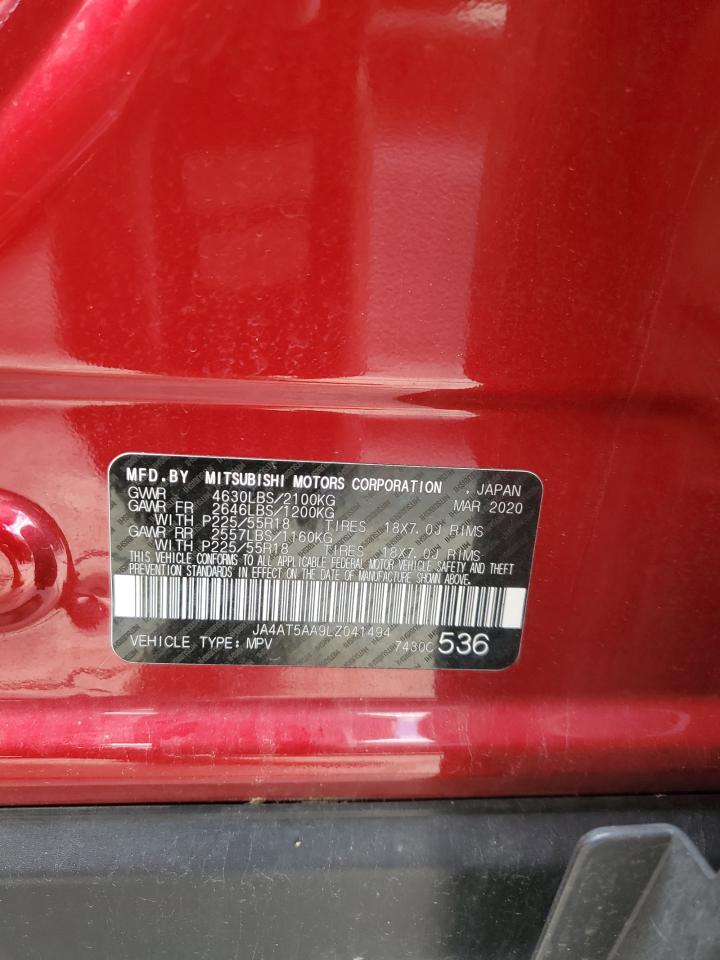 MFD.BY MITSUBISHI MOTORS CORPORATION , JAPAN
GVWR 4630LBS/2100KG MAR 2020
GAWR FR 2646LBS/1200KG
WITH P225/55R18 TIRES 18X7.0J RIMS
GAWR RR 2557LBS/1160KG
WITH P225/55R18 TIRES 18X7.0J RIMS
THIS VEHICLE CONFORMS TO ALL APPLICABLE FEDERAL MOTOR VEHICLE SAFETY AND THEFT
PREVENTION STANDARDS IN EFFECT ON THE DATE OF MANUFACTURE SHOWN ABOVE.
JA4AT5AA9LZ041494
VEHICLE TYPE:MPV 7430C 536